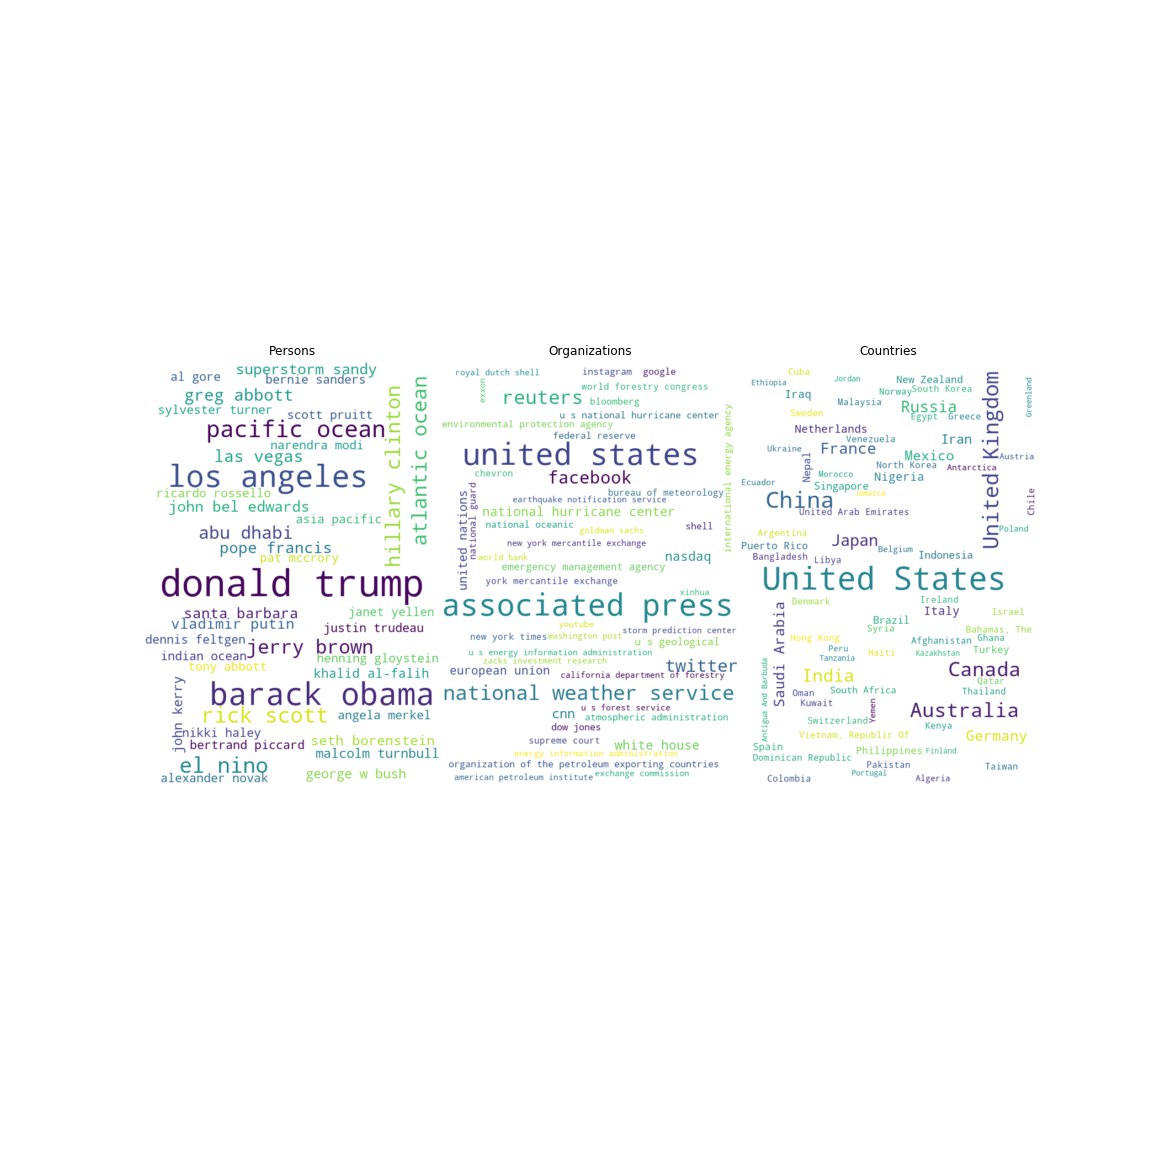 Persons
superstorm sandy
al gore
bernie sanders
greg abbott
sylvester turner
scott pruitt
pacific ocean
narendra modi
las vegas
los angeles
hillary clinton
atlantic ocean
ricardo rossello
john bel edwards
asia pacific
abu dhabi
pope francis
pat mccrory
donald trump
santa barbara
janet yellen
vladimir putin
justin trudeau
dennis feltgen
jerry brown
indian ocean
henning gloystein
tony abbott
khalid al-falih
john kerry
barack obama
rick scott
angela merkel
nikki haley
bertrand piccard
seth borenstein
malcolm turnbull
el nino
george w bush
alexander novak
Organizations
royal dutch shell
instagram
google
exxon
world forestry congress
reuters
bloomberg
u s national hurricane center
environmental protection agency
federal reserve
international energy agency
united states
chevron
facebook
bureau of meteorology
united nations
national guard
earthquake notification service
national hurricane center
national oceanic
shell
goldman sachs
new york mercantile exchange
world bank
nasdaq
emergency management agency
york mercantile exchange
xinhua
associated press
youtube
storm prediction center
new york times
washington post
u s geological
u s energy information administration
zacks investment research
twitter
european union
california department of forestry
national weather service
u s forest service
cnn
atmospheric administration
dow jones
supreme court
white house
energy information administration
organization of the petroleum exporting countries
american petroleum institute
exchange commission
Countries
Cuba
Ethiopia
Jordan
New Zealand
Greenland
Iraq
Norway
South Korea
Malaysia
Sweden
Russia
Egypt
Greece
United Kingdom
Netherlands
Venezuela
Iran
Ukraine
France
Mexico
Austria
Nepal
North Korea
Antarctica
Morocco
Nigeria
Ecuador
Singapore
Jamaica
China
Chile
United Arab Emirates
Argentina
Japan
Poland
Puerto Rico
Belgium
Indonesia
Bangladesh
Libya
United States
Denmark
Ireland
Saudi Arabia
Italy
Israel
Brazil
Syria
Bahamas, The
Hong Kong
Afghanistan
Ghana
Peru
Haiti
Kazakhstan
Turkey
Tanzania
Antigua And Barbuda
India
Canada
Qatar
Oman
South Africa
Thailand
Kuwait
Yemen
Australia
Switzerland
Kenya
Vietnam, Republic Of
Germany
Spain
Philippines
Finland
Dominican Republic
Pakistan
Taiwan
Portugal
Colombia
Algeria